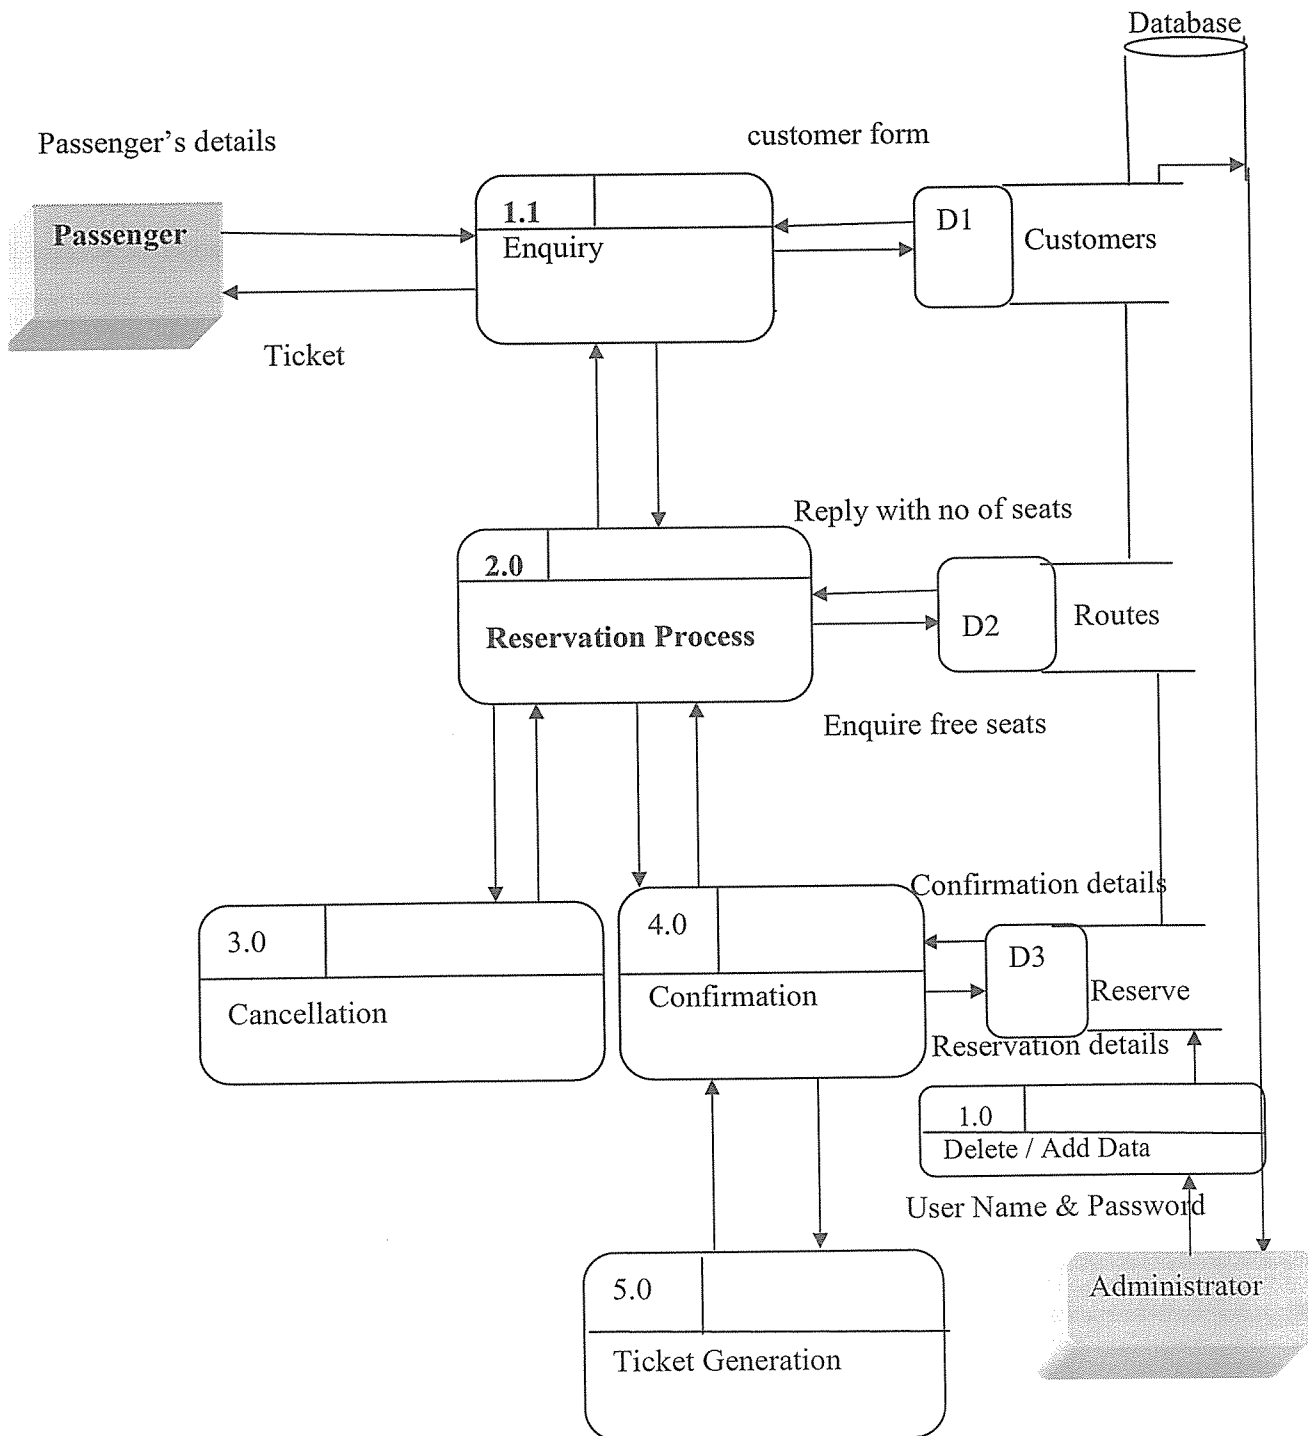 Database
Passenger's details
customer form
Passenger
1.1
Enquiry
D1
Customers
Ticket
Reply with no of seats
2.0
Reservation Process
D2
Routes
Enquire free seats
Confirmation details
3.0
Cancellation
4.0
Confirmation
D3
Reserve
Reservation details
1.0
Delete / Add Data
User Name & Password
Administrator
5.0
Ticket Generation